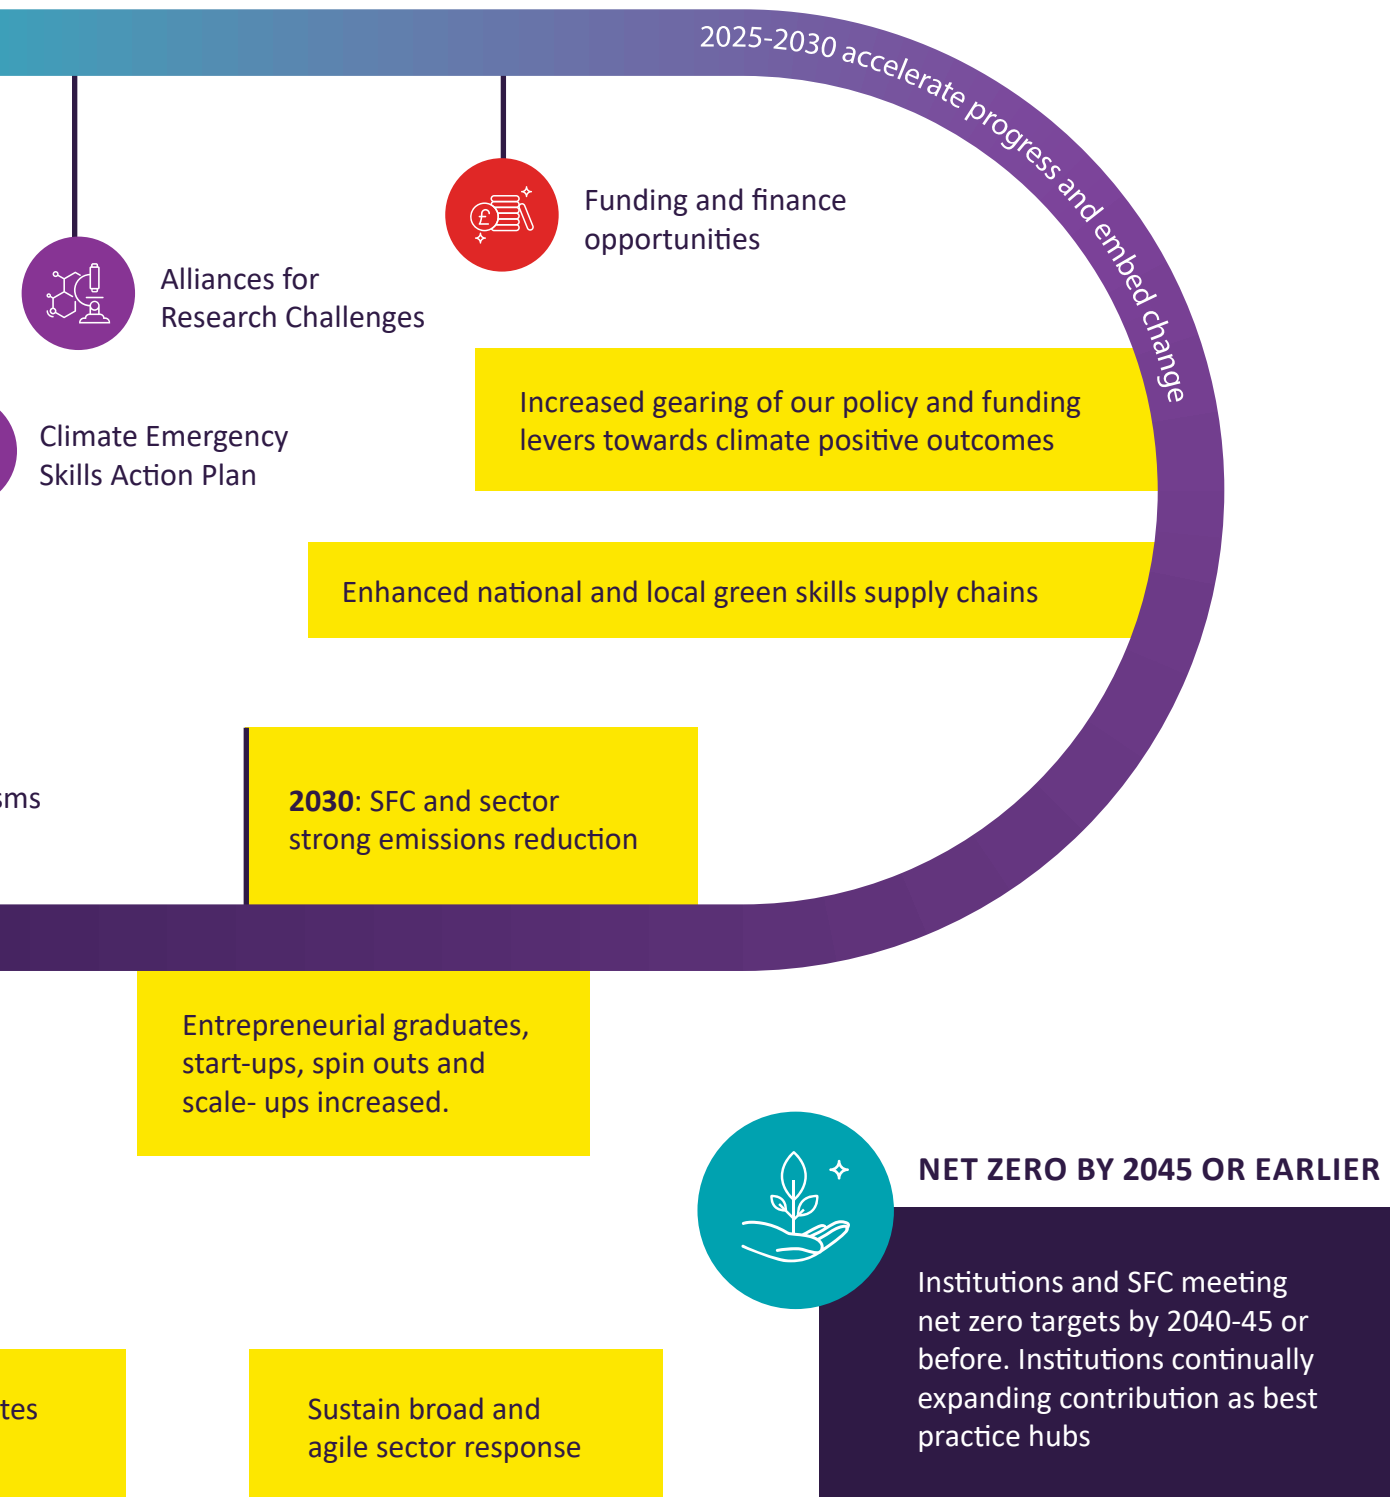 2025-2030 accelerate progress and embed change
Funding and finance
opportunities
Alliances for
Research Challenges
Increased gearing of our policy and funding
levers towards climate positive outcomes
Climate Emergency
Skills Action Plan
Enhanced national and local green skills supply chains
2030: SFC and sector
strong emissions reduction
Entrepreneurial graduates,
start-ups, spin outs and
scale- ups increased.
NET ZERO BY 2045 OR EARLIER
Institutions and SFC meeting
net zero targets by 2040-45 or
before. Institutions continually
expanding contribution as best
practice hubs
Sustain broad and
agile sector response